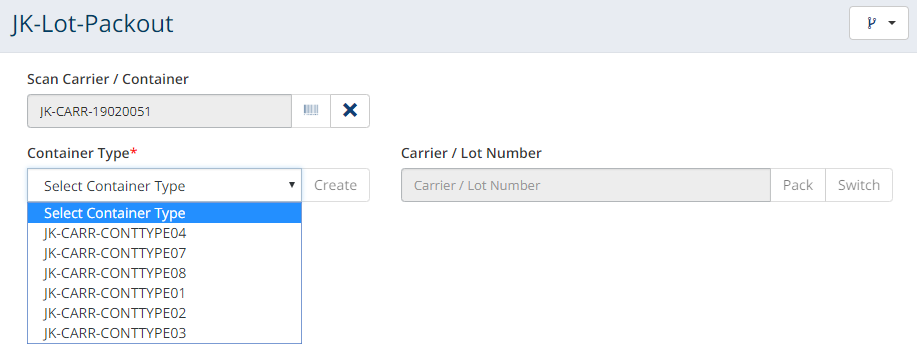 JK-Lot-Packout
Scan Carrier / Container
JK-CARR-19020051
Container Type* Carrier / Lot Number
Select Container Type Create Carrier / Lot Number Pack Switch
Select Container Type
JK-CARR-CONTTYPE04
JK-CARR-CONTTYPE07
JK-CARR-CONTTYPE08
JK-CARR-CONTTYPE01
JK-CARR-CONTTYPE02
JK-CARR-CONTTYPE03